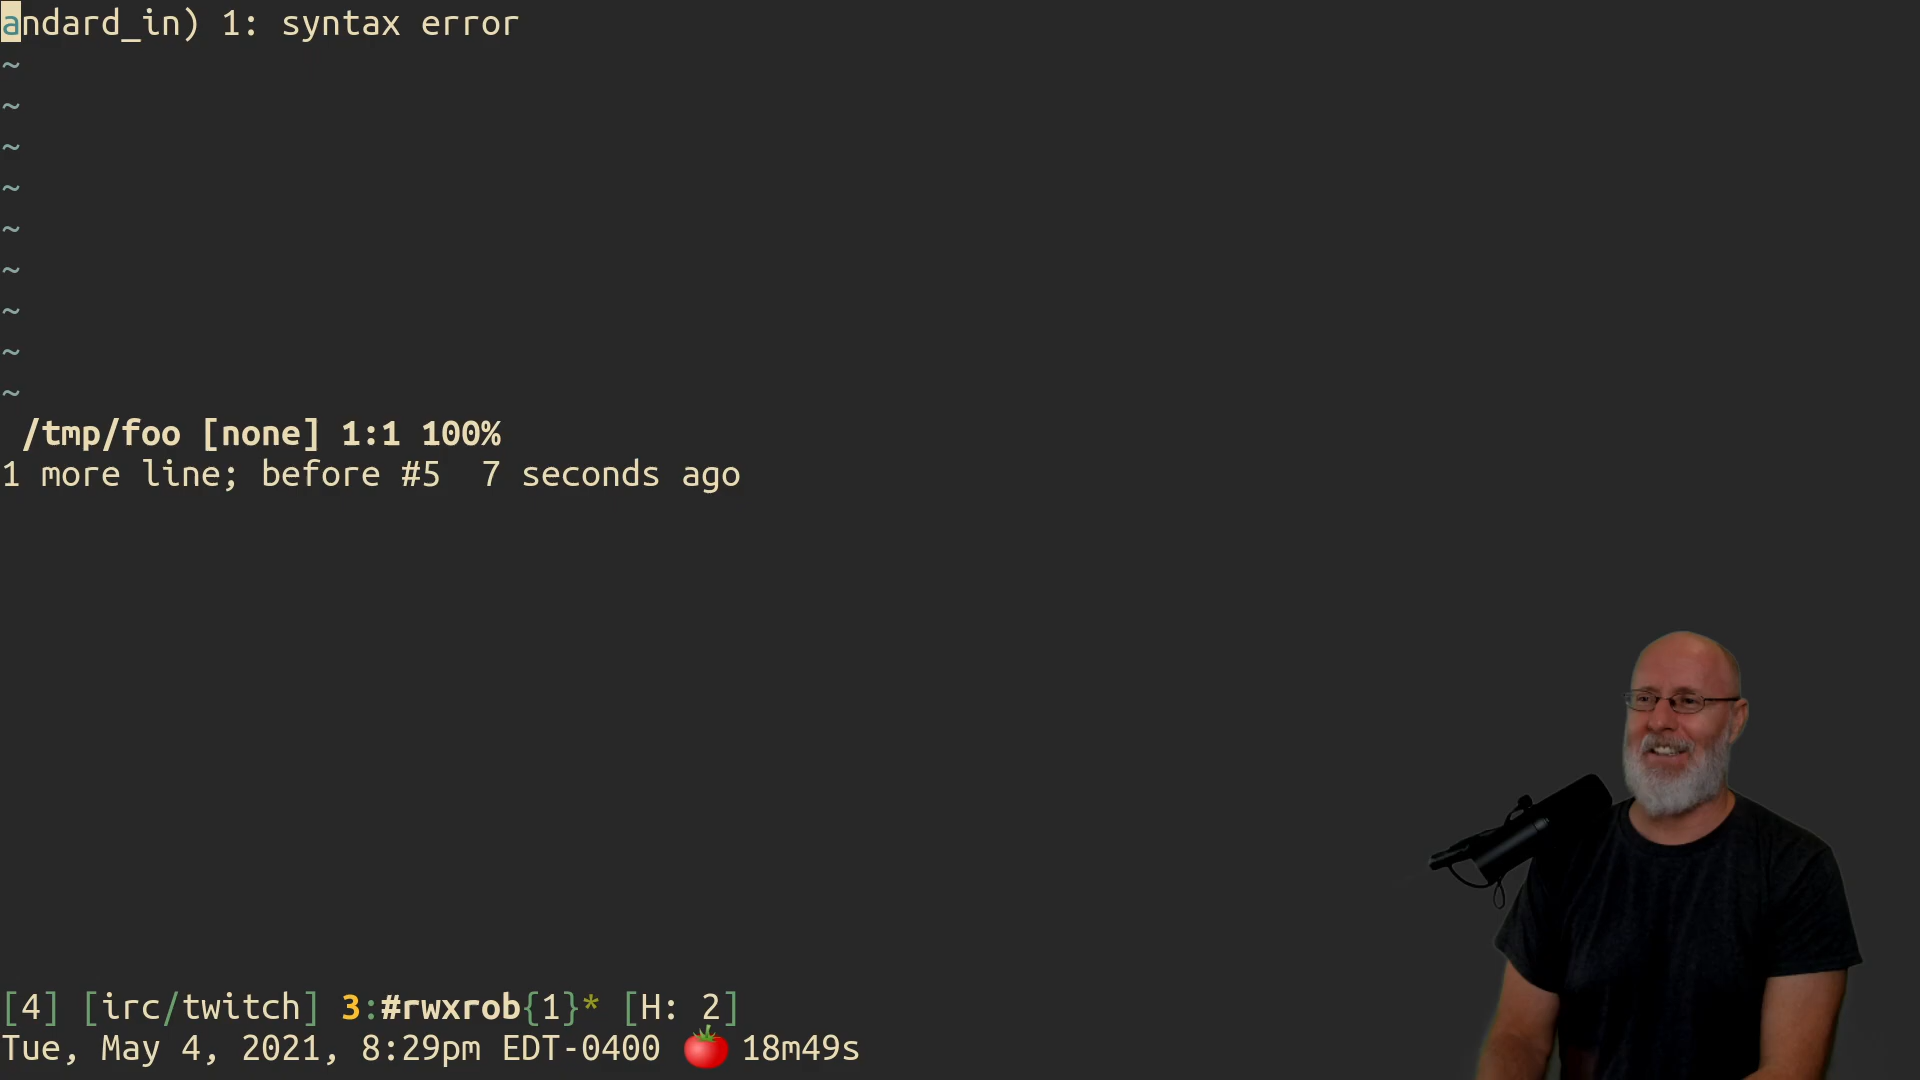 andard_in) 1: syntax error
~
~
~
~
~
~
~
~
~
/tmp/foo [none] 1:1 100%
1 more line; before #5  7 seconds ago
[4] [irc/twitch] 3:#rwxrob{1}* [H: 2]
Tue, May 4, 2021, 8:29pm EDT-0400 🍅 18m49s